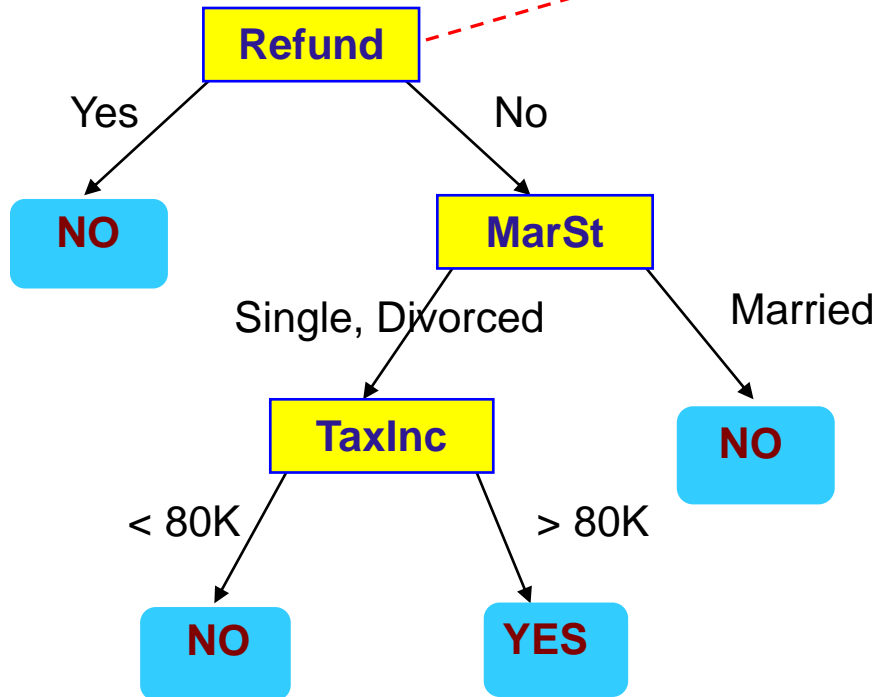 Refund
Yes
No
NO
MarSt
Single, Divorced
Married
TaxInc
NO
< 80K
> 80K
NO
YES